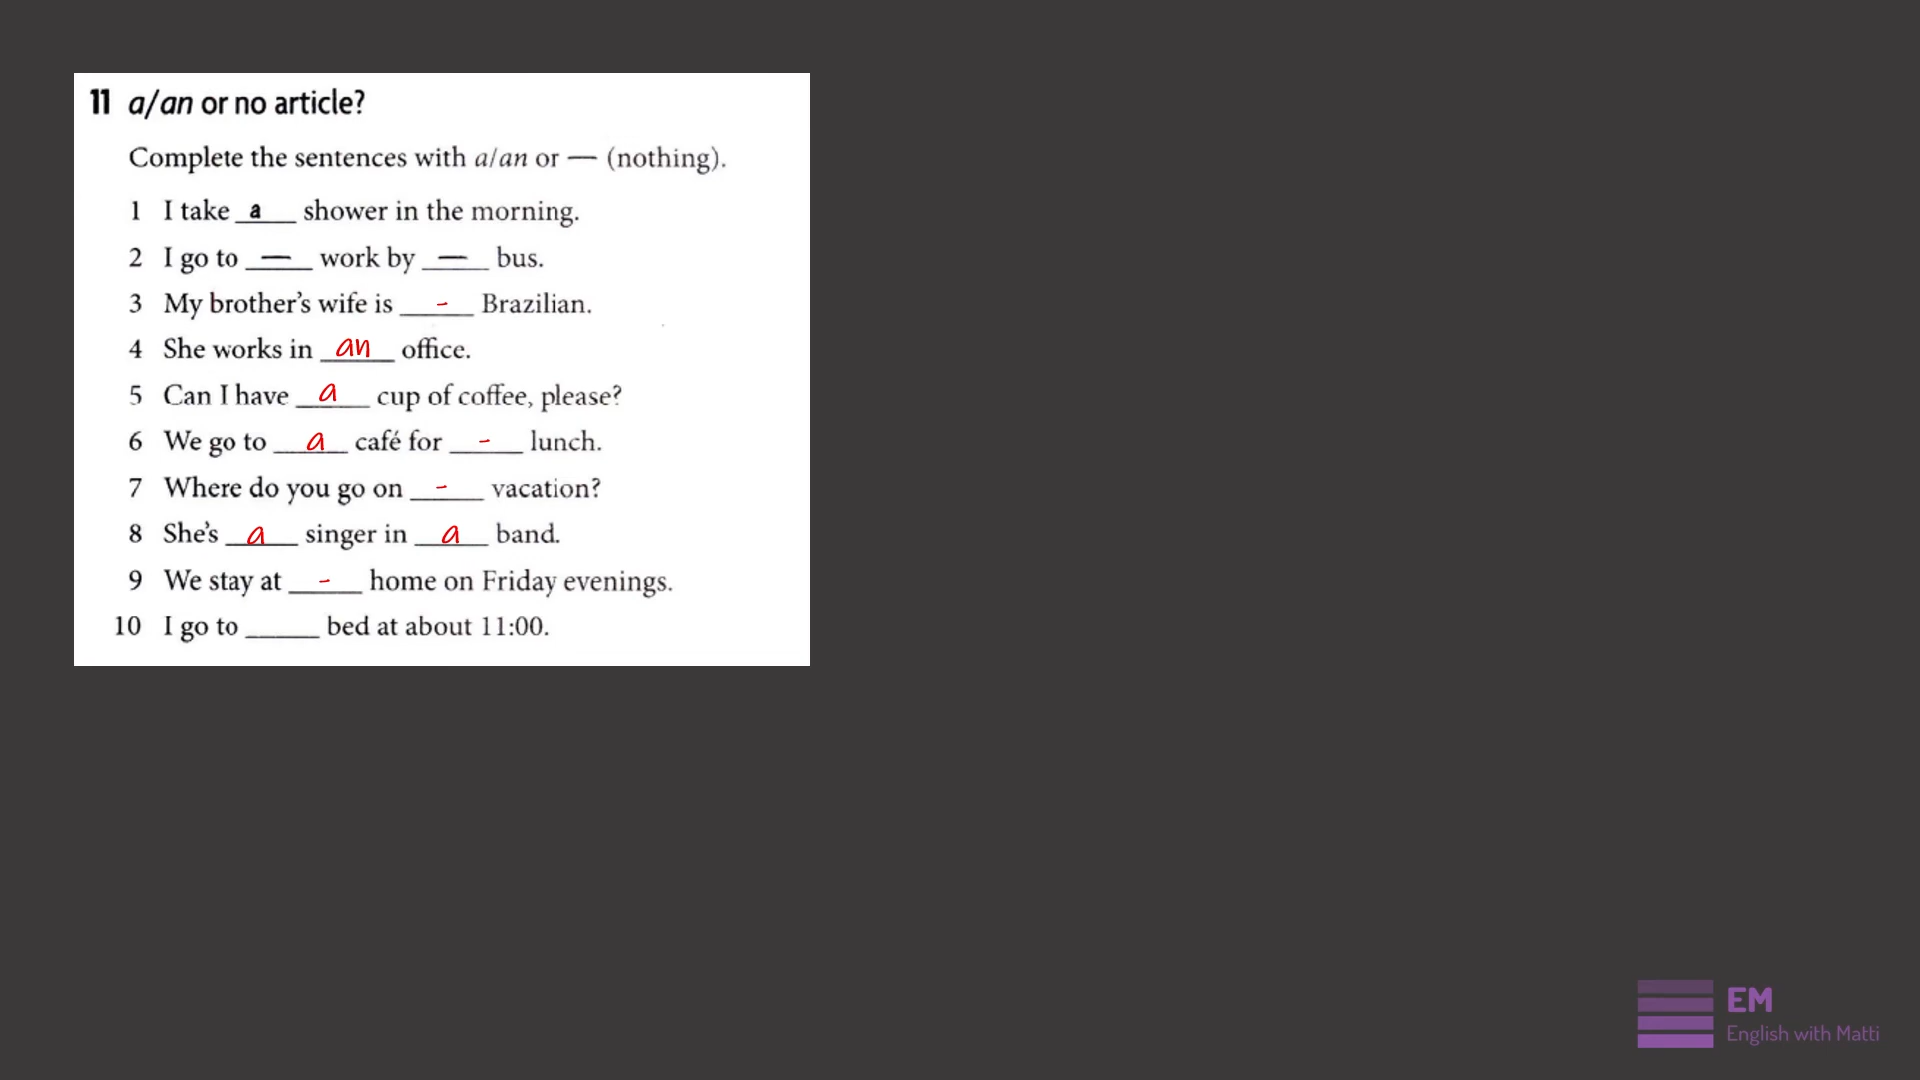 11 a/an or no article?
Complete the sentences with a/an or — (nothing).
1 I take a shower in the morning.
2 I go to — work by — bus.
3 My brother's wife is - Brazilian.
4 She works in an office.
5 Can I have a cup of coffee, please?
6 We go to a café for - lunch.
7 Where do you go on - vacation?
8 She's a singer in a band.
9 We stay at - home on Friday evenings.
10 I go to _____ bed at about 11:00.
EM
English with Matti